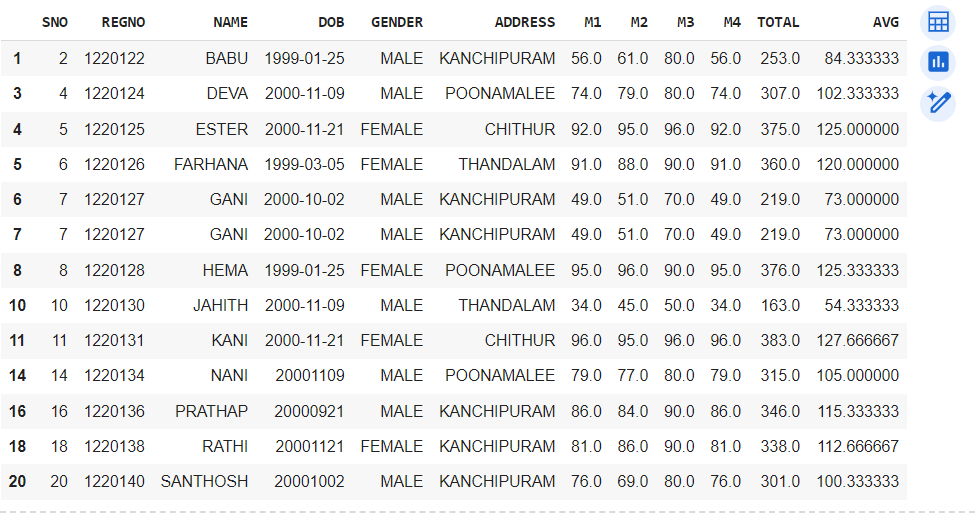 SNO REGNO NAME DOB GENDER ADDRESS M1 M2 M3 M4 TOTAL AVG
1 2 1220122 BABU 1999-01-25 MALE KANCHIPURAM 56.0 61.0 80.0 56.0 253.0 84.333333
3 4 1220124 DEVA 2000-11-09 MALE POONAMALEE 74.0 79.0 80.0 74.0 307.0 102.333333
4 5 1220125 ESTER 2000-11-21 FEMALE CHITHUR 92.0 95.0 96.0 92.0 375.0 125.000000
5 6 1220126 FARHANA 1999-03-05 FEMALE THANDALAM 91.0 88.0 90.0 91.0 360.0 120.000000
6 7 1220127 GANI 2000-10-02 MALE KANCHIPURAM 49.0 51.0 70.0 49.0 219.0 73.000000
7 7 1220127 GANI 2000-10-02 MALE KANCHIPURAM 49.0 51.0 70.0 49.0 219.0 73.000000
8 8 1220128 HEMA 1999-01-25 FEMALE POONAMALEE 95.0 96.0 90.0 95.0 376.0 125.333333
10 10 1220130 JAHITH 2000-11-09 MALE THANDALAM 34.0 45.0 50.0 34.0 163.0 54.333333
11 11 1220131 KANI 2000-11-21 FEMALE CHITHUR 96.0 95.0 96.0 96.0 383.0 127.666667
14 14 1220134 NANI 20001109 MALE POONAMALEE 79.0 77.0 80.0 79.0 315.0 105.000000
16 16 1220136 PRATHAP 20000921 MALE KANCHIPURAM 86.0 84.0 90.0 86.0 346.0 115.333333
18 18 1220138 RATHI 20001121 FEMALE KANCHIPURAM 81.0 86.0 90.0 81.0 338.0 112.666667
20 20 1220140 SANTHOSH 20001002 MALE KANCHIPURAM 76.0 69.0 80.0 76.0 301.0 100.333333